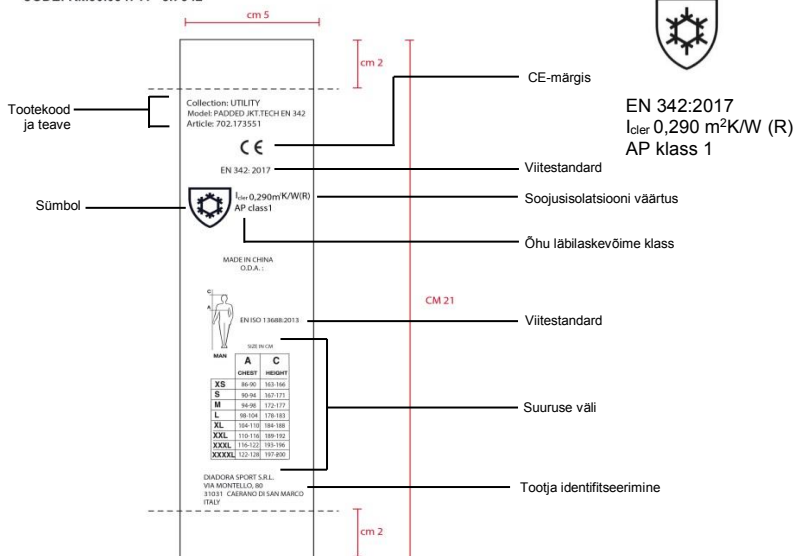 cm 5
cm 2
CE-märgis
Tootekood
ja teave
Collection: UTILITY
Model: PADDED JKT.TECH EN 342
Article: 702.173551
CE
EN 342:2017
Icler 0,290 m²K/W (R)
AP klass 1
EN 342: 2017
Viitestandard
Sümbol
Icler 0,290m²K/W(R)
AP class1
Soojusisolatsiooni väärtus
Õhu läbilaskevõime klass
MADE IN CHINA
O.D.A. :
CM 21
C
A
EN ISO 13688:2013
Viitestandard
MAN
SIZE IN CM
A C
CHEST HEIGHT
XS 86-90 163-166
S 90-94 167-171
M 94-98 172-177
L 98-104 178-183
XL 104-110 184-188
XXL 110-116 189-192
XXXL 116-122 193-196
XXXXL 122-128 197-200
Suuruse väli
DIADORA SPORT S.R.L.
VIA MONTELLO, 80
31031 CAERANO DI SAN MARCO
ITALY
Tootja identifitseerimine
cm 2